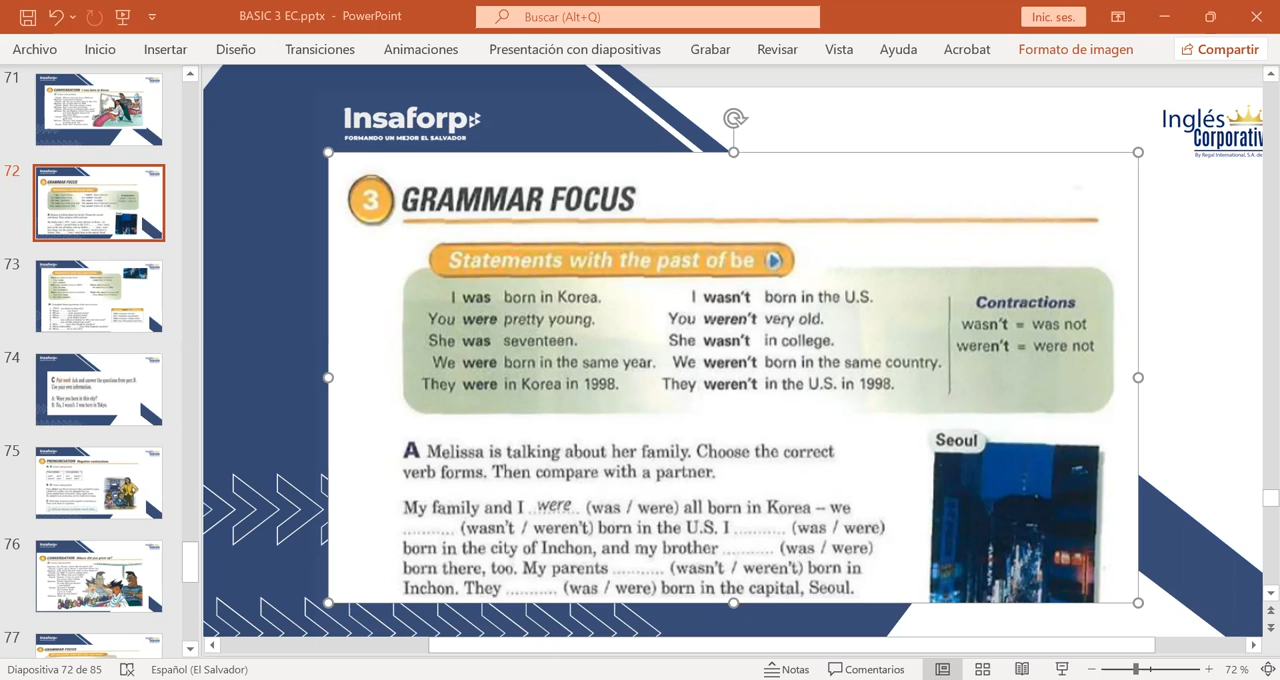 BASIC 3 EC.pptx - PowerPoint
Buscar (Alt+Q)
Inic. ses.
Archivo Inicio Insertar Diseño Transiciones Animaciones Presentación con diapositivas Grabar Revisar Vista Ayuda Acrobat Formato de imagen Compartir
71
72
73
74
75
76
77
Insaforp
FORMANDO UN MEJOR EL SALVADOR
Inglés
Corporativ
By Regal International, S.A. de
3 GRAMMAR FOCUS
Statements with the past of be
I was born in Korea. I wasn't born in the U.S.
You were pretty young. You weren't very old.
She was seventeen. She wasn't in college.
We were born in the same year. We weren't born in the same country.
They were in Korea in 1998. They weren't in the U.S. in 1998.
Contractions
wasn't = was not
weren't = were not
A Melissa is talking about her family. Choose the correct
verb forms. Then compare with a partner.
My family and I ..were.. (was / were) all born in Korea – we
........... (wasn't / weren't) born in the U.S. I ........... (was / were)
born in the city of Inchon, and my brother ........... (was / were)
born there, too. My parents ........... (wasn't / weren't) born in
Inchon. They ........... (was / were) born in the capital, Seoul.
Seoul
Diapositiva 72 de 85 Español (El Salvador) Notas Comentarios 72 %